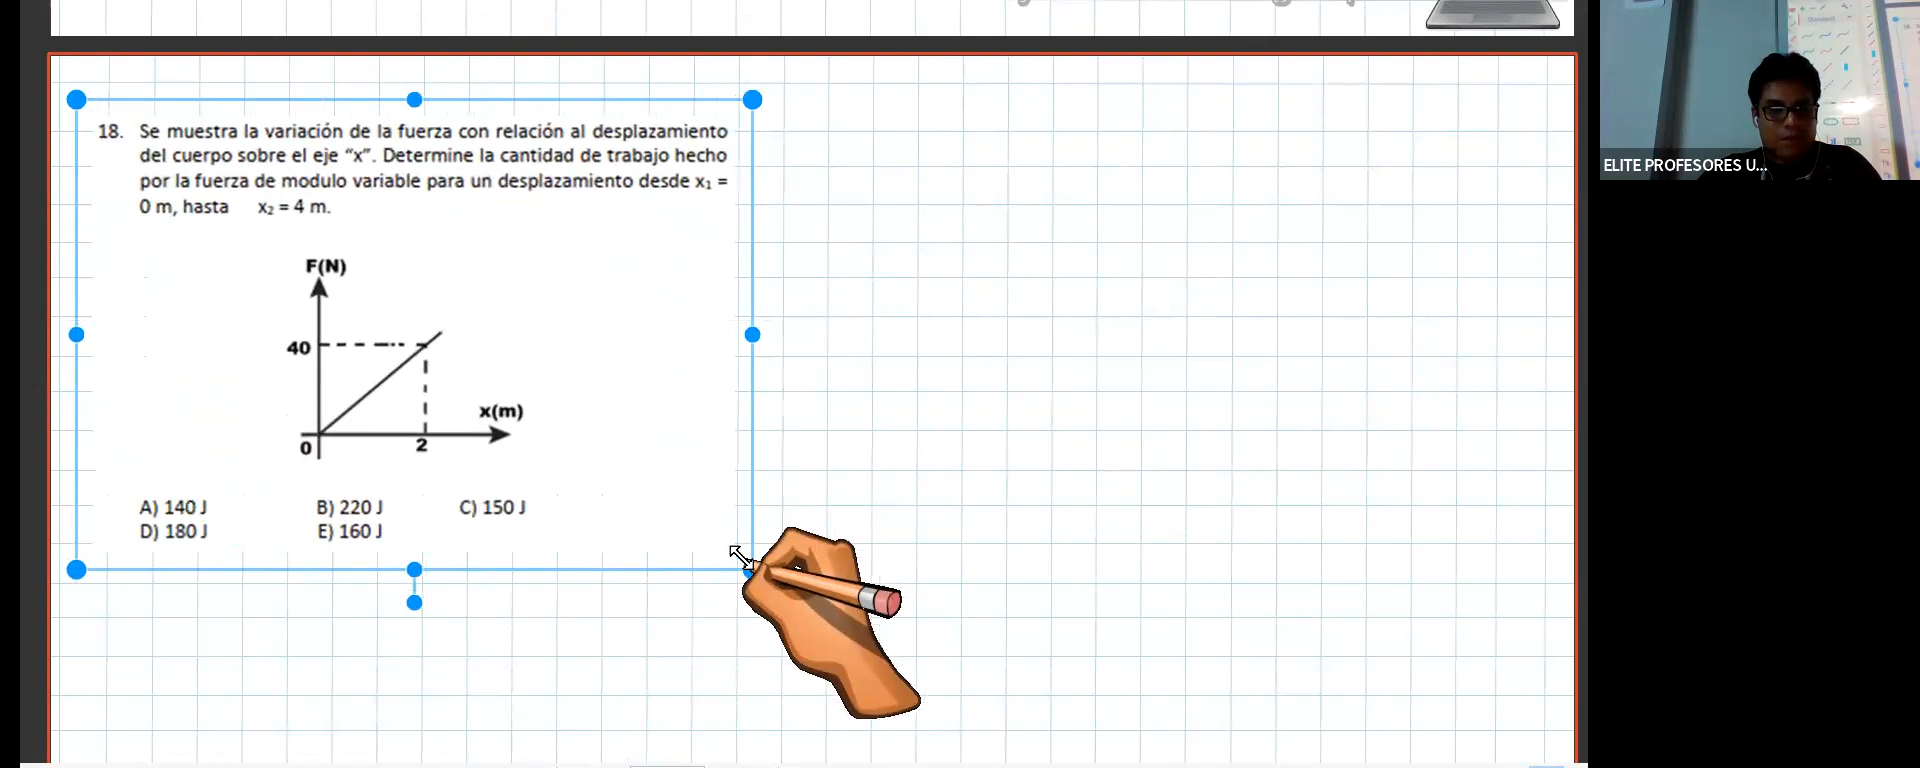 18. Se muestra la variación de la fuerza con relación al desplazamiento
del cuerpo sobre el eje “x”. Determine la cantidad de trabajo hecho
por la fuerza de modulo variable para un desplazamiento desde x₁ =
0 m, hasta x₂ = 4 m.
F(N)
40
x(m)
0
2
A) 140 J B) 220 J C) 150 J
D) 180 J E) 160 J
ELITE PROFESORES U...
Standard